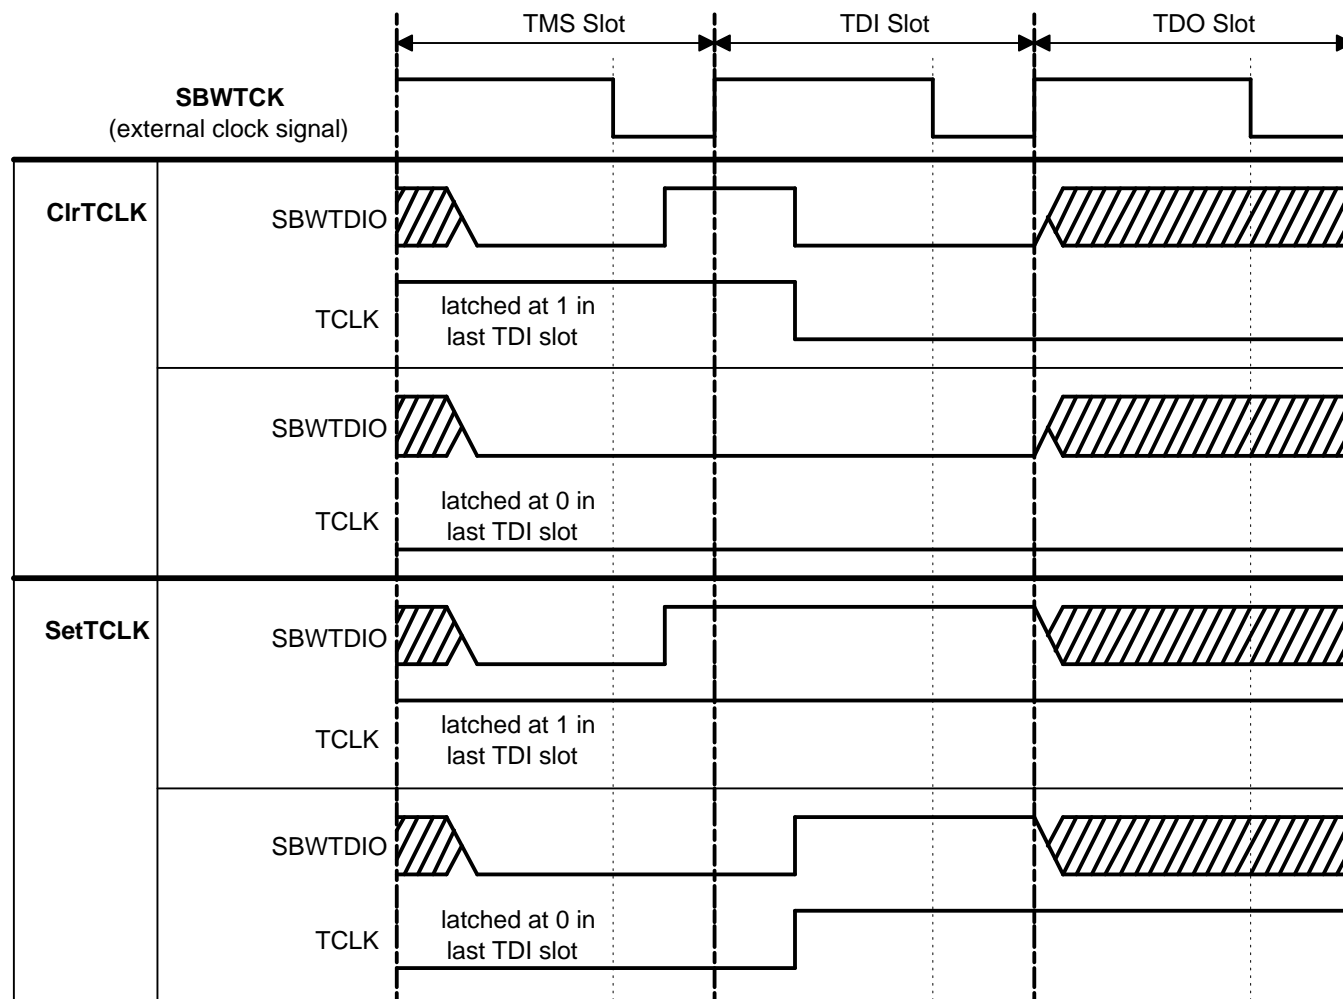 TMS Slot
TDI Slot
TDO Slot
SBWTCK
(external clock signal)
ClrTCLK
SBWTDIO
TCLK
latched at 1 in
last TDI slot
SBWTDIO
TCLK
latched at 0 in
last TDI slot
SetTCLK
SBWTDIO
TCLK
latched at 1 in
last TDI slot
SBWTDIO
TCLK
latched at 0 in
last TDI slot